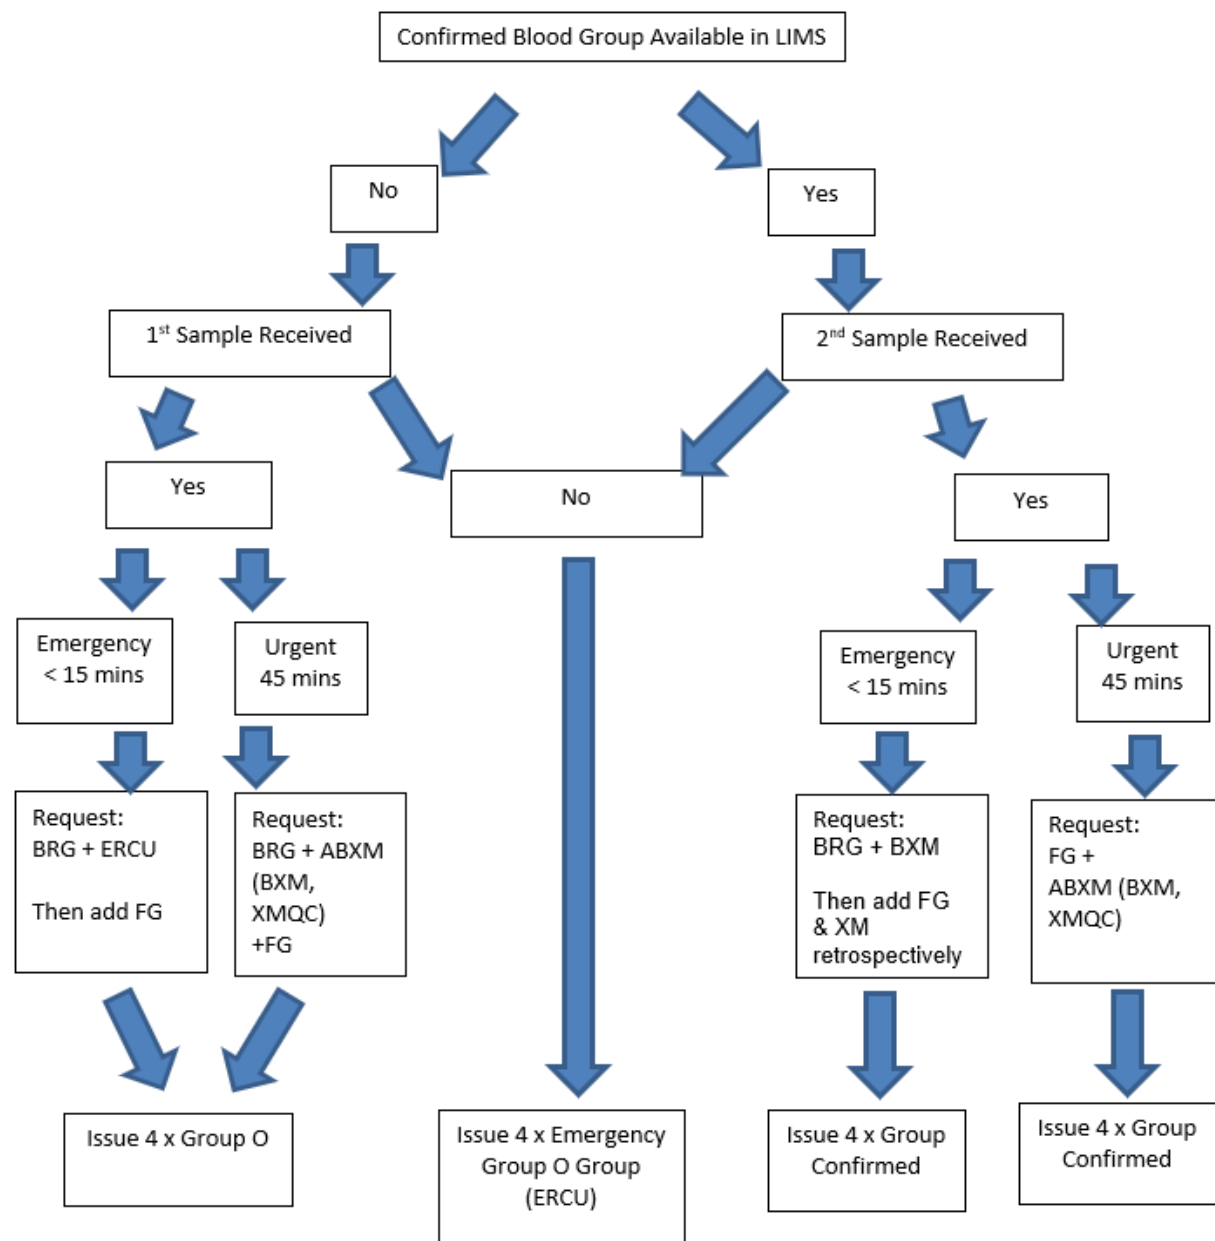 Confirmed Blood Group Available in LIMS
No
Yes
1st Sample Received
2nd Sample Received
Yes
No
Yes
Emergency
< 15 mins
Urgent
45 mins
Emergency
< 15 mins
Urgent
45 mins
Request:
BRG + ERCU
Then add FG
Request:
BRG + ABXM
(BXM,
XMQC)
+FG
Request:
BRG + BXM
Then add FG
& XM
retrospectively
Request:
FG +
ABXM (BXM,
XMQC)
Issue 4 x Group O
Issue 4 x Emergency
Group O Group
(ERCU)
Issue 4 x Group
Confirmed
Issue 4 x Group
Confirmed